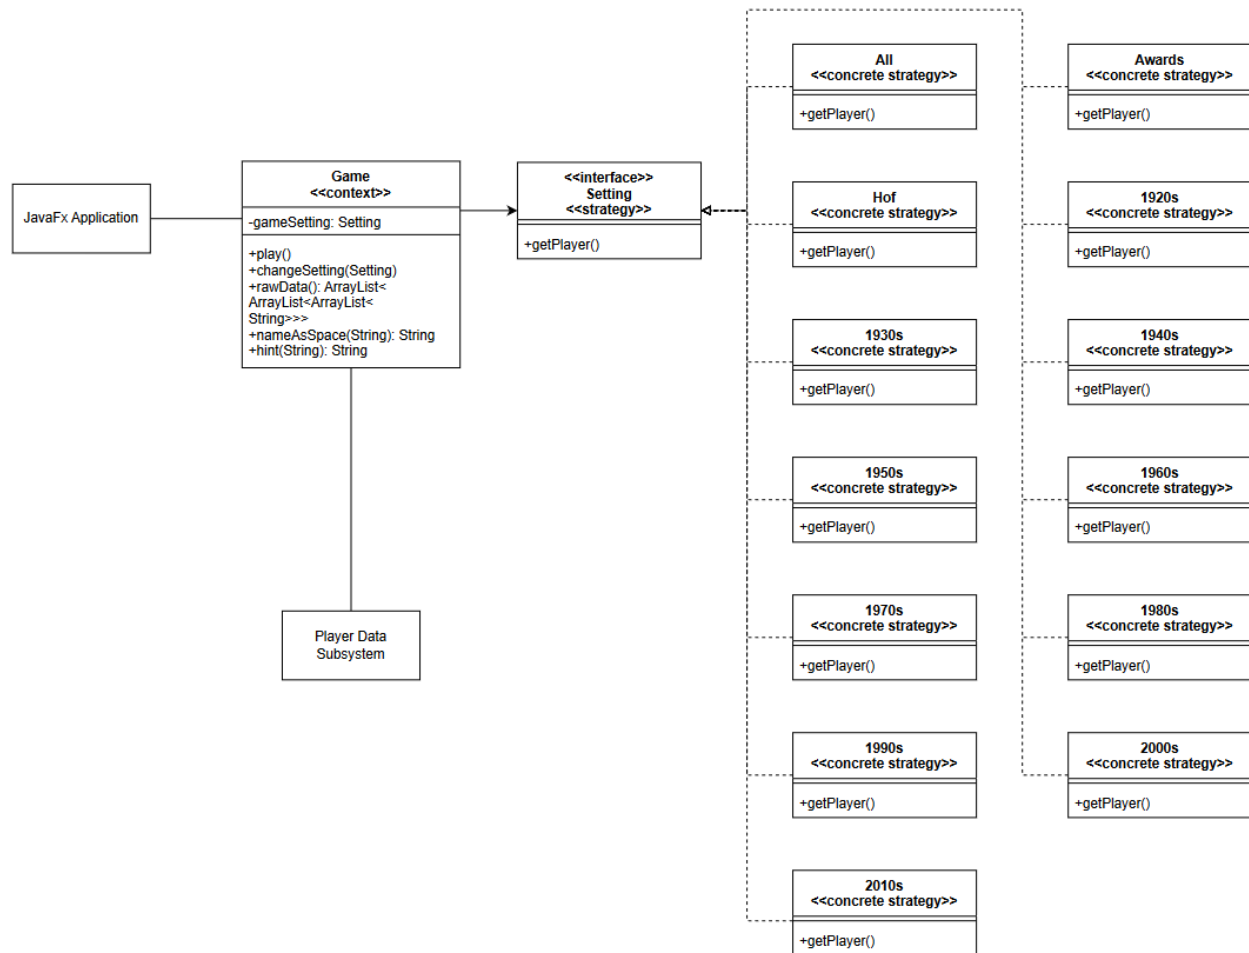 JavaFx Application
Game
<<context>>
-gameSetting: Setting
+play()
+changeSetting(Setting)
+rawData(): ArrayList<
ArrayList<ArrayList<
String>>>
+nameAsSpace(String): String
+hint(String): String
Player Data
Subsystem
<<interface>>
Setting
<<strategy>>
+getPlayer()
All
<<concrete strategy>>
+getPlayer()
Awards
<<concrete strategy>>
+getPlayer()
Hof
<<concrete strategy>>
+getPlayer()
1920s
<<concrete strategy>>
+getPlayer()
1930s
<<concrete strategy>>
+getPlayer()
1940s
<<concrete strategy>>
+getPlayer()
1950s
<<concrete strategy>>
+getPlayer()
1960s
<<concrete strategy>>
+getPlayer()
1970s
<<concrete strategy>>
+getPlayer()
1980s
<<concrete strategy>>
+getPlayer()
1990s
<<concrete strategy>>
+getPlayer()
2000s
<<concrete strategy>>
+getPlayer()
2010s
<<concrete strategy>>
+getPlayer()